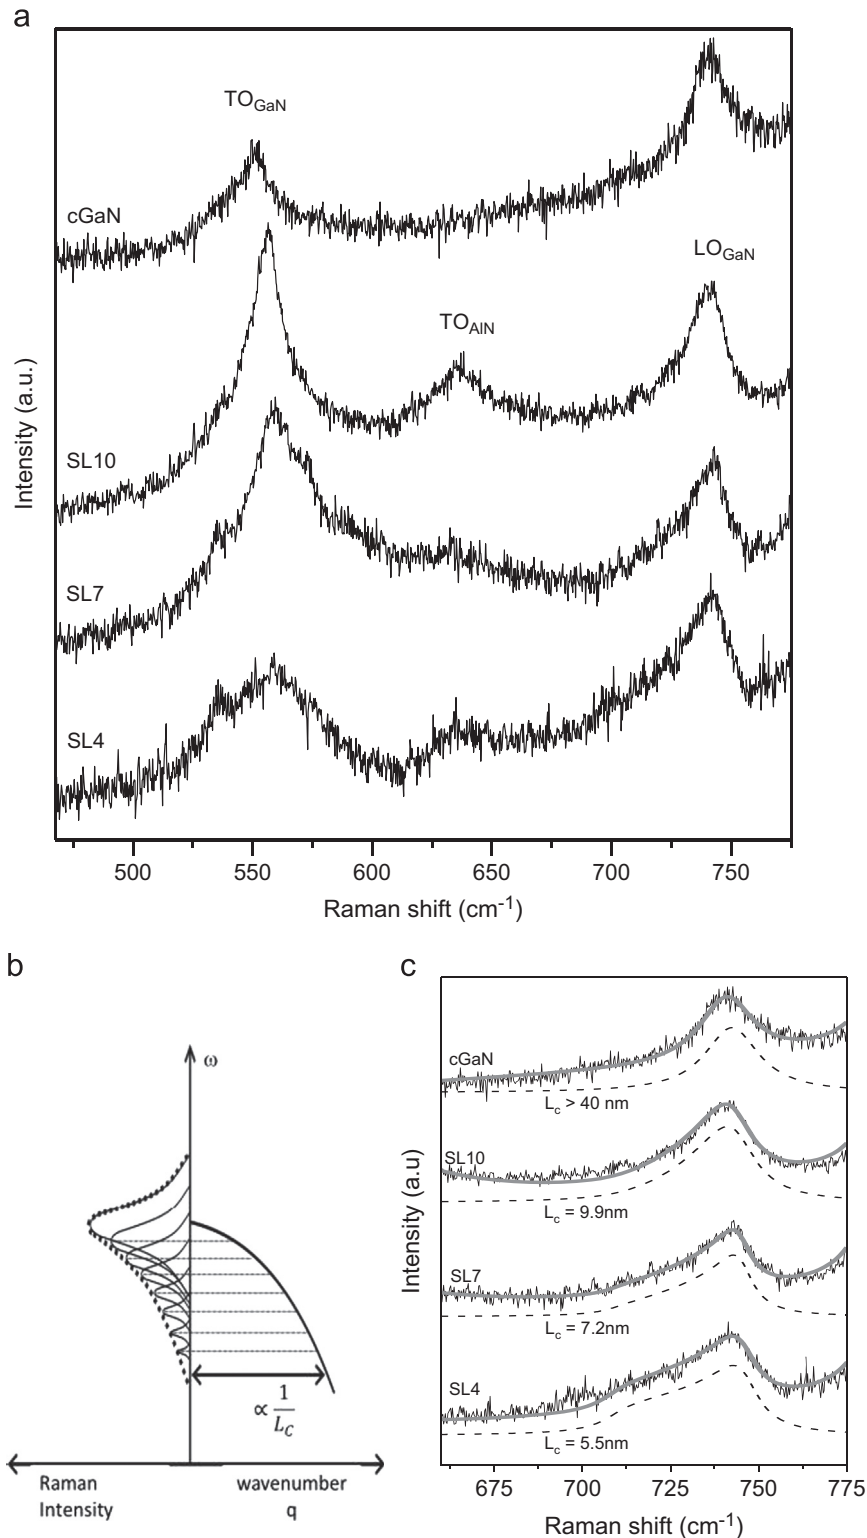 a
TO_GaN
cGaN
LO_GaN
TO_AlN
SL10
SL7
SL4
Intensity (a.u.)
500 550 600 650 700 750
Raman shift (cm⁻¹)
b
ω
∝ 1/L_C
Raman
Intensity
wavenumber
q
c
cGaN
L_c > 40 nm
SL10
L_c = 9.9nm
SL7
L_c = 7.2nm
SL4
L_c = 5.5nm
Intensity (a.u)
675 700 725 750 775
Raman shift (cm⁻¹)